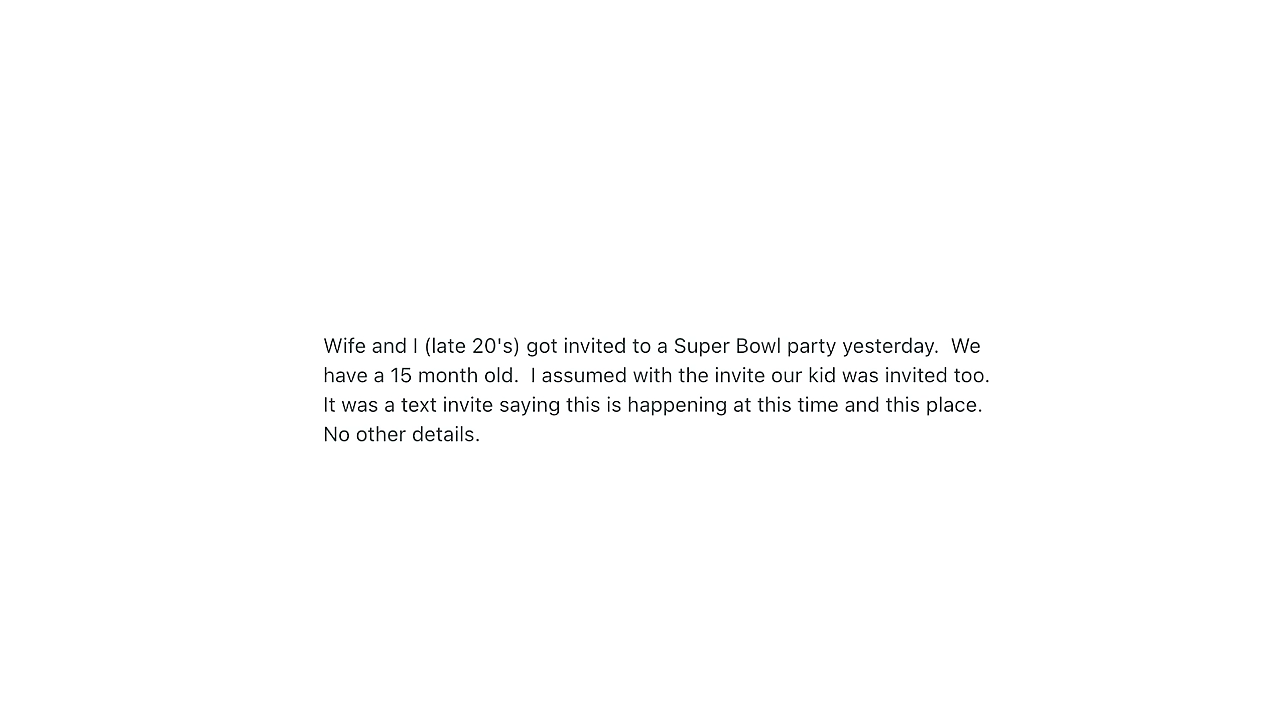 Wife and I (late 20's) got invited to a Super Bowl party yesterday.  We
have a 15 month old.  I assumed with the invite our kid was invited too.
It was a text invite saying this is happening at this time and this place.
No other details.